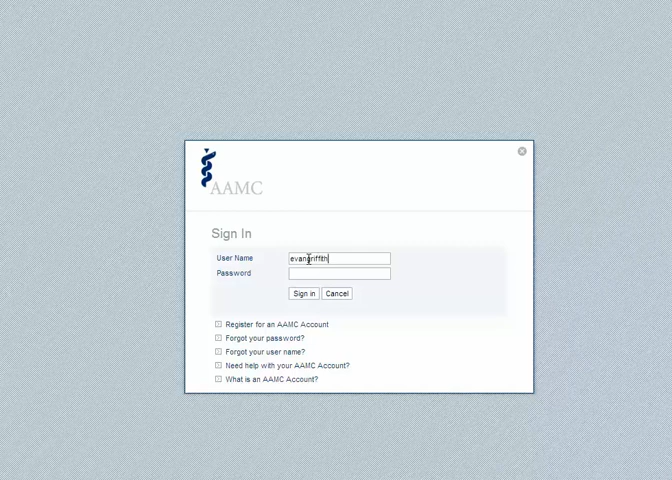 AAMC
Sign In
User Name evangriffith
Password
Sign in Cancel
Register for an AAMC Account
Forgot your password?
Forgot your user name?
Need help with your AAMC Account?
What is an AAMC Account?